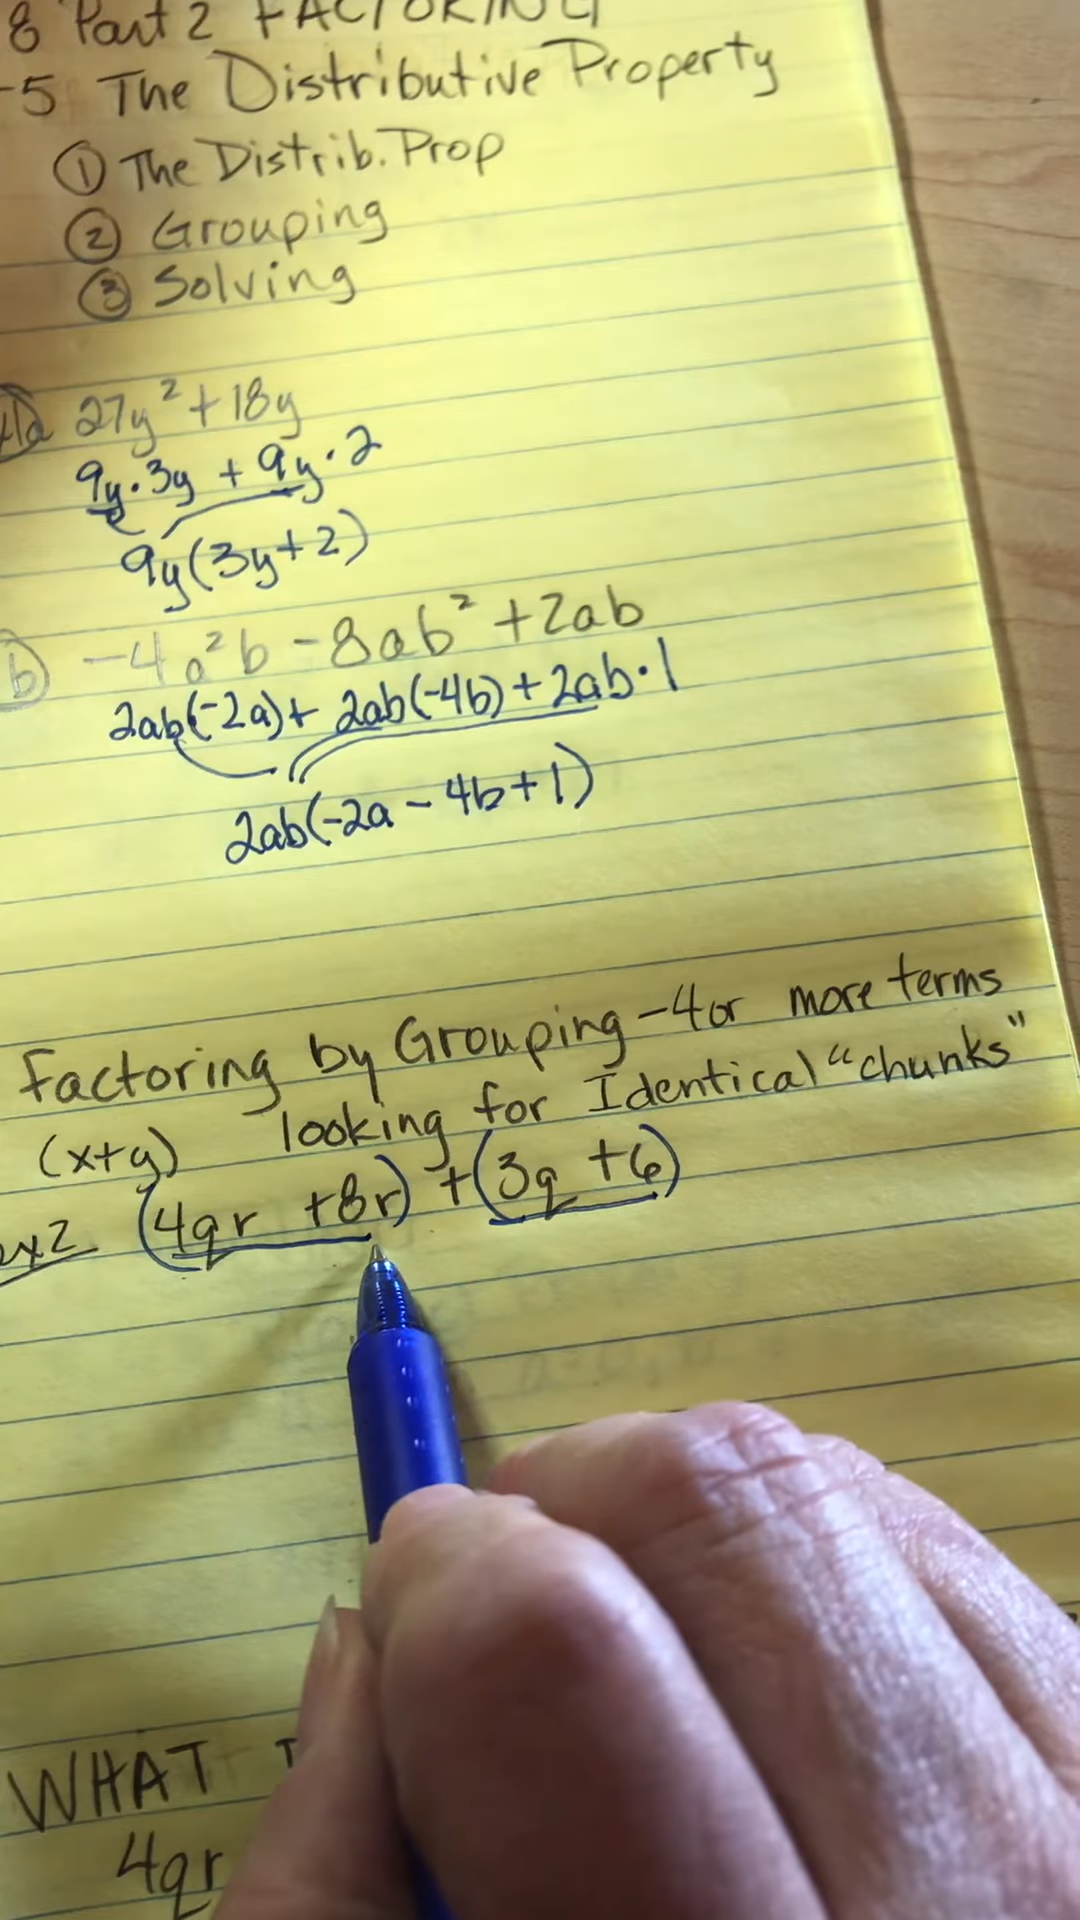 8 Part 2 FACTORING
-5 The Distributive Property
① The Distrib. Prop
② Grouping
③ Solving
1a 27y² + 18y
9y·3y + 9y·2
9y(3y+2)
b) -4a²b - 8ab² + 2ab
2ab(-2a) + 2ab(-4b) + 2ab·1
2ab(-2a - 4b + 1)
Factoring by Grouping - 4 or more terms
(x+y) looking for Identical "chunks"
ex2 (4qr + 8r) + (3q + 6)
WHAT
4qr